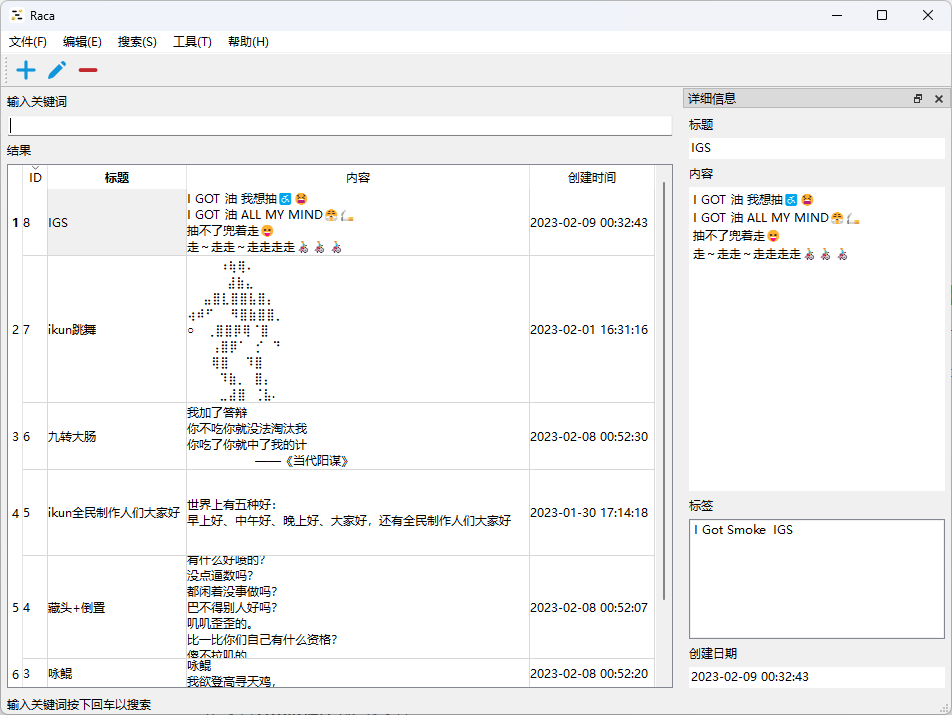 Raca
文件(F) 编辑(E) 搜索(S) 工具(T) 帮助(H)
输入关键词
结果
ID 标题 内容 创建时间
1 8 IGS
I GOT 油 我想抽♿😫
I GOT 油 ALL MY MIND😤🚬
抽不了兜着走😜
走～走走～走走走走👨‍🦽👨‍🦽👨‍🦽
2023-02-09 00:32:43
2 7 ikun跳舞 2023-02-01 16:31:16
3 6 九转大肠
我加了答辩
你不吃你就没法淘汰我
你吃了你就中了我的计
——《当代阳谋》
2023-02-08 00:52:30
4 5 ikun全民制作人们大家好
世界上有五种好：
早上好、中午好、晚上好、大家好，还有全民制作人们大家好
2023-01-30 17:14:18
5 4 藏头+倒置
有什么好喷的？
没点逼数吗？
都闲着没事做吗？
巴不得别人好吗？
叽叽歪歪的。
比一比你们自己有什么资格？
傻不拉叽的
2023-02-08 00:52:07
6 3 咏鲲
咏鲲
我欲登高寻天鸡，
2023-02-08 00:52:20
输入关键词按下回车以搜索
详细信息
标题
IGS
内容
I GOT 油 我想抽♿😫
I GOT 油 ALL MY MIND😤🚬
抽不了兜着走😜
走～走走～走走走走👨‍🦽👨‍🦽👨‍🦽
标签
I Got Smoke IGS
创建日期
2023-02-09 00:32:43